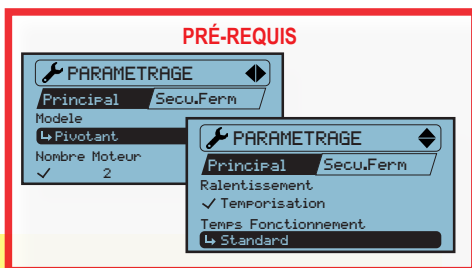 PRÉ-REQUIS
PARAMETRAGE
Principal Secu.Ferm
Modele
Pivotant
Nombre Moteur
2
PARAMETRAGE
Principal Secu.Ferm
Ralentissement
Temporisation
Temps Fonctionnement
Standard